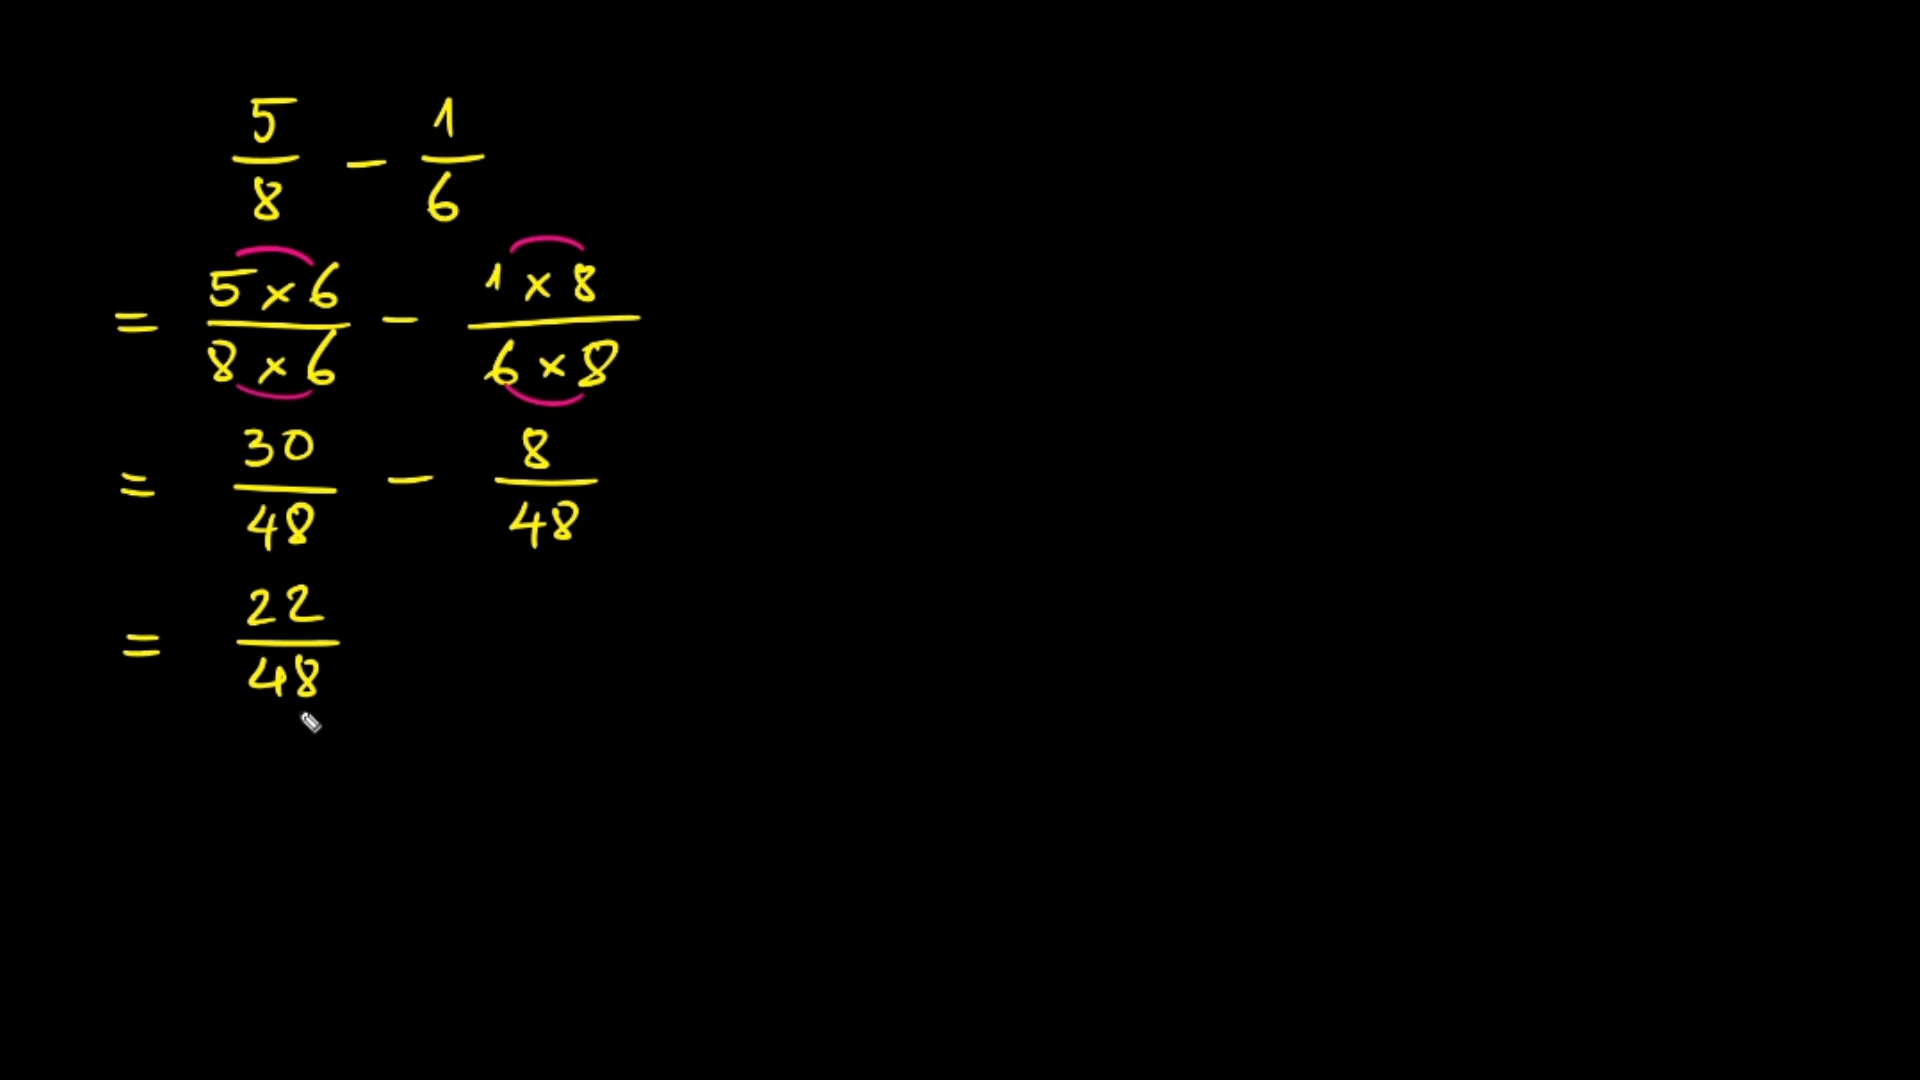 5/8 - 1/6
= 5 x 6/8 x 6 - 1 x 8/6 x 8
= 30/48 - 8/48
= 22/48